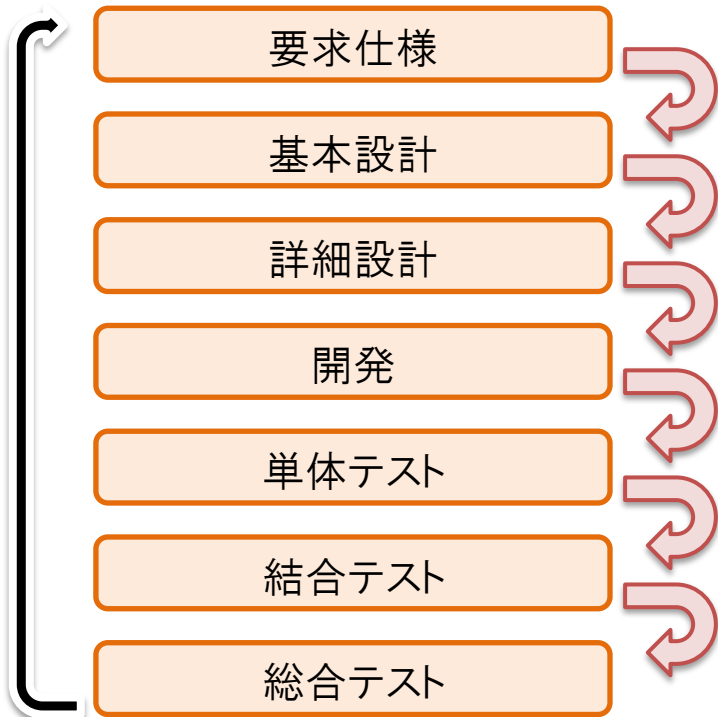 要求仕様
基本設計
詳細設計
開発
単体テスト
結合テスト
総合テスト